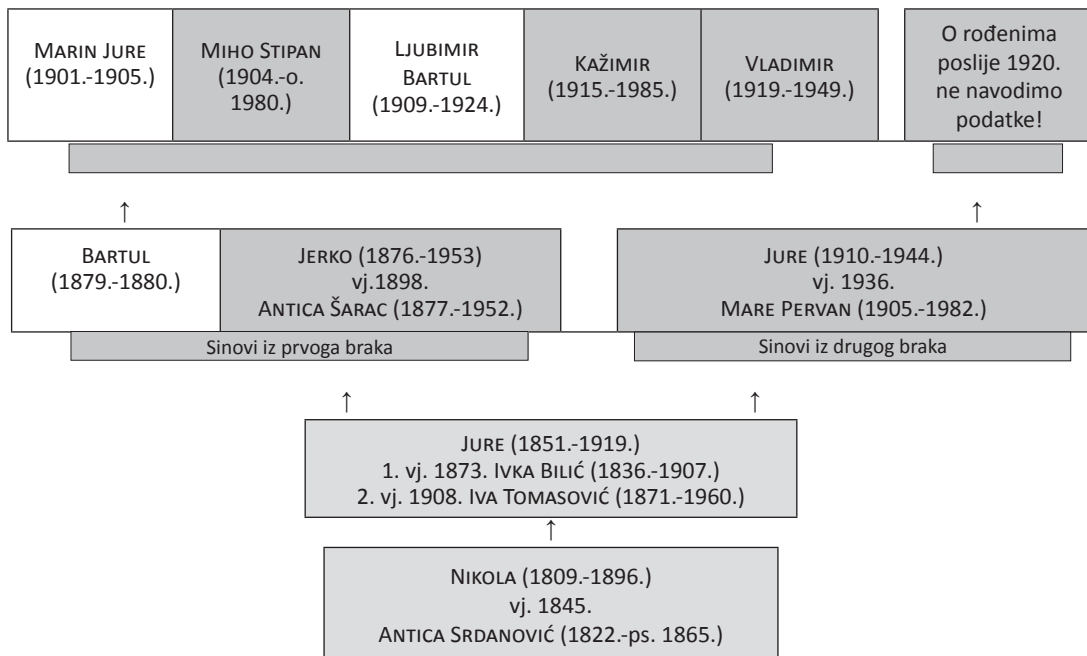 MARIN JURE
(1901.-1905.)
MIHO STIPAN
(1904.-o.
1980.)
LJUBIMIR
BARTUL
(1909.-1924.)
KAŽIMIR
(1915.-1985.)
VLADIMIR
(1919.-1949.)
O rođenima
poslije 1920.
ne navodimo
podatke!
↑
↑
BARTUL
(1879.-1880.)
JERKO (1876.-1953)
vj.1898.
ANTICA ŠARAC (1877.-1952.)
JURE (1910.-1944.)
vj. 1936.
MARE PERVAN (1905.-1982.)
Sinovi iz prvoga braka
Sinovi iz drugog braka
↑
↑
JURE (1851.-1919.)
1. vj. 1873. IVKA BILIĆ (1836.-1907.)
2. vj. 1908. IVA TOMASOVIĆ (1871.-1960.)
↑
NIKOLA (1809.-1896.)
vj. 1845.
ANTICA SRDANOVIĆ (1822.-ps. 1865.)